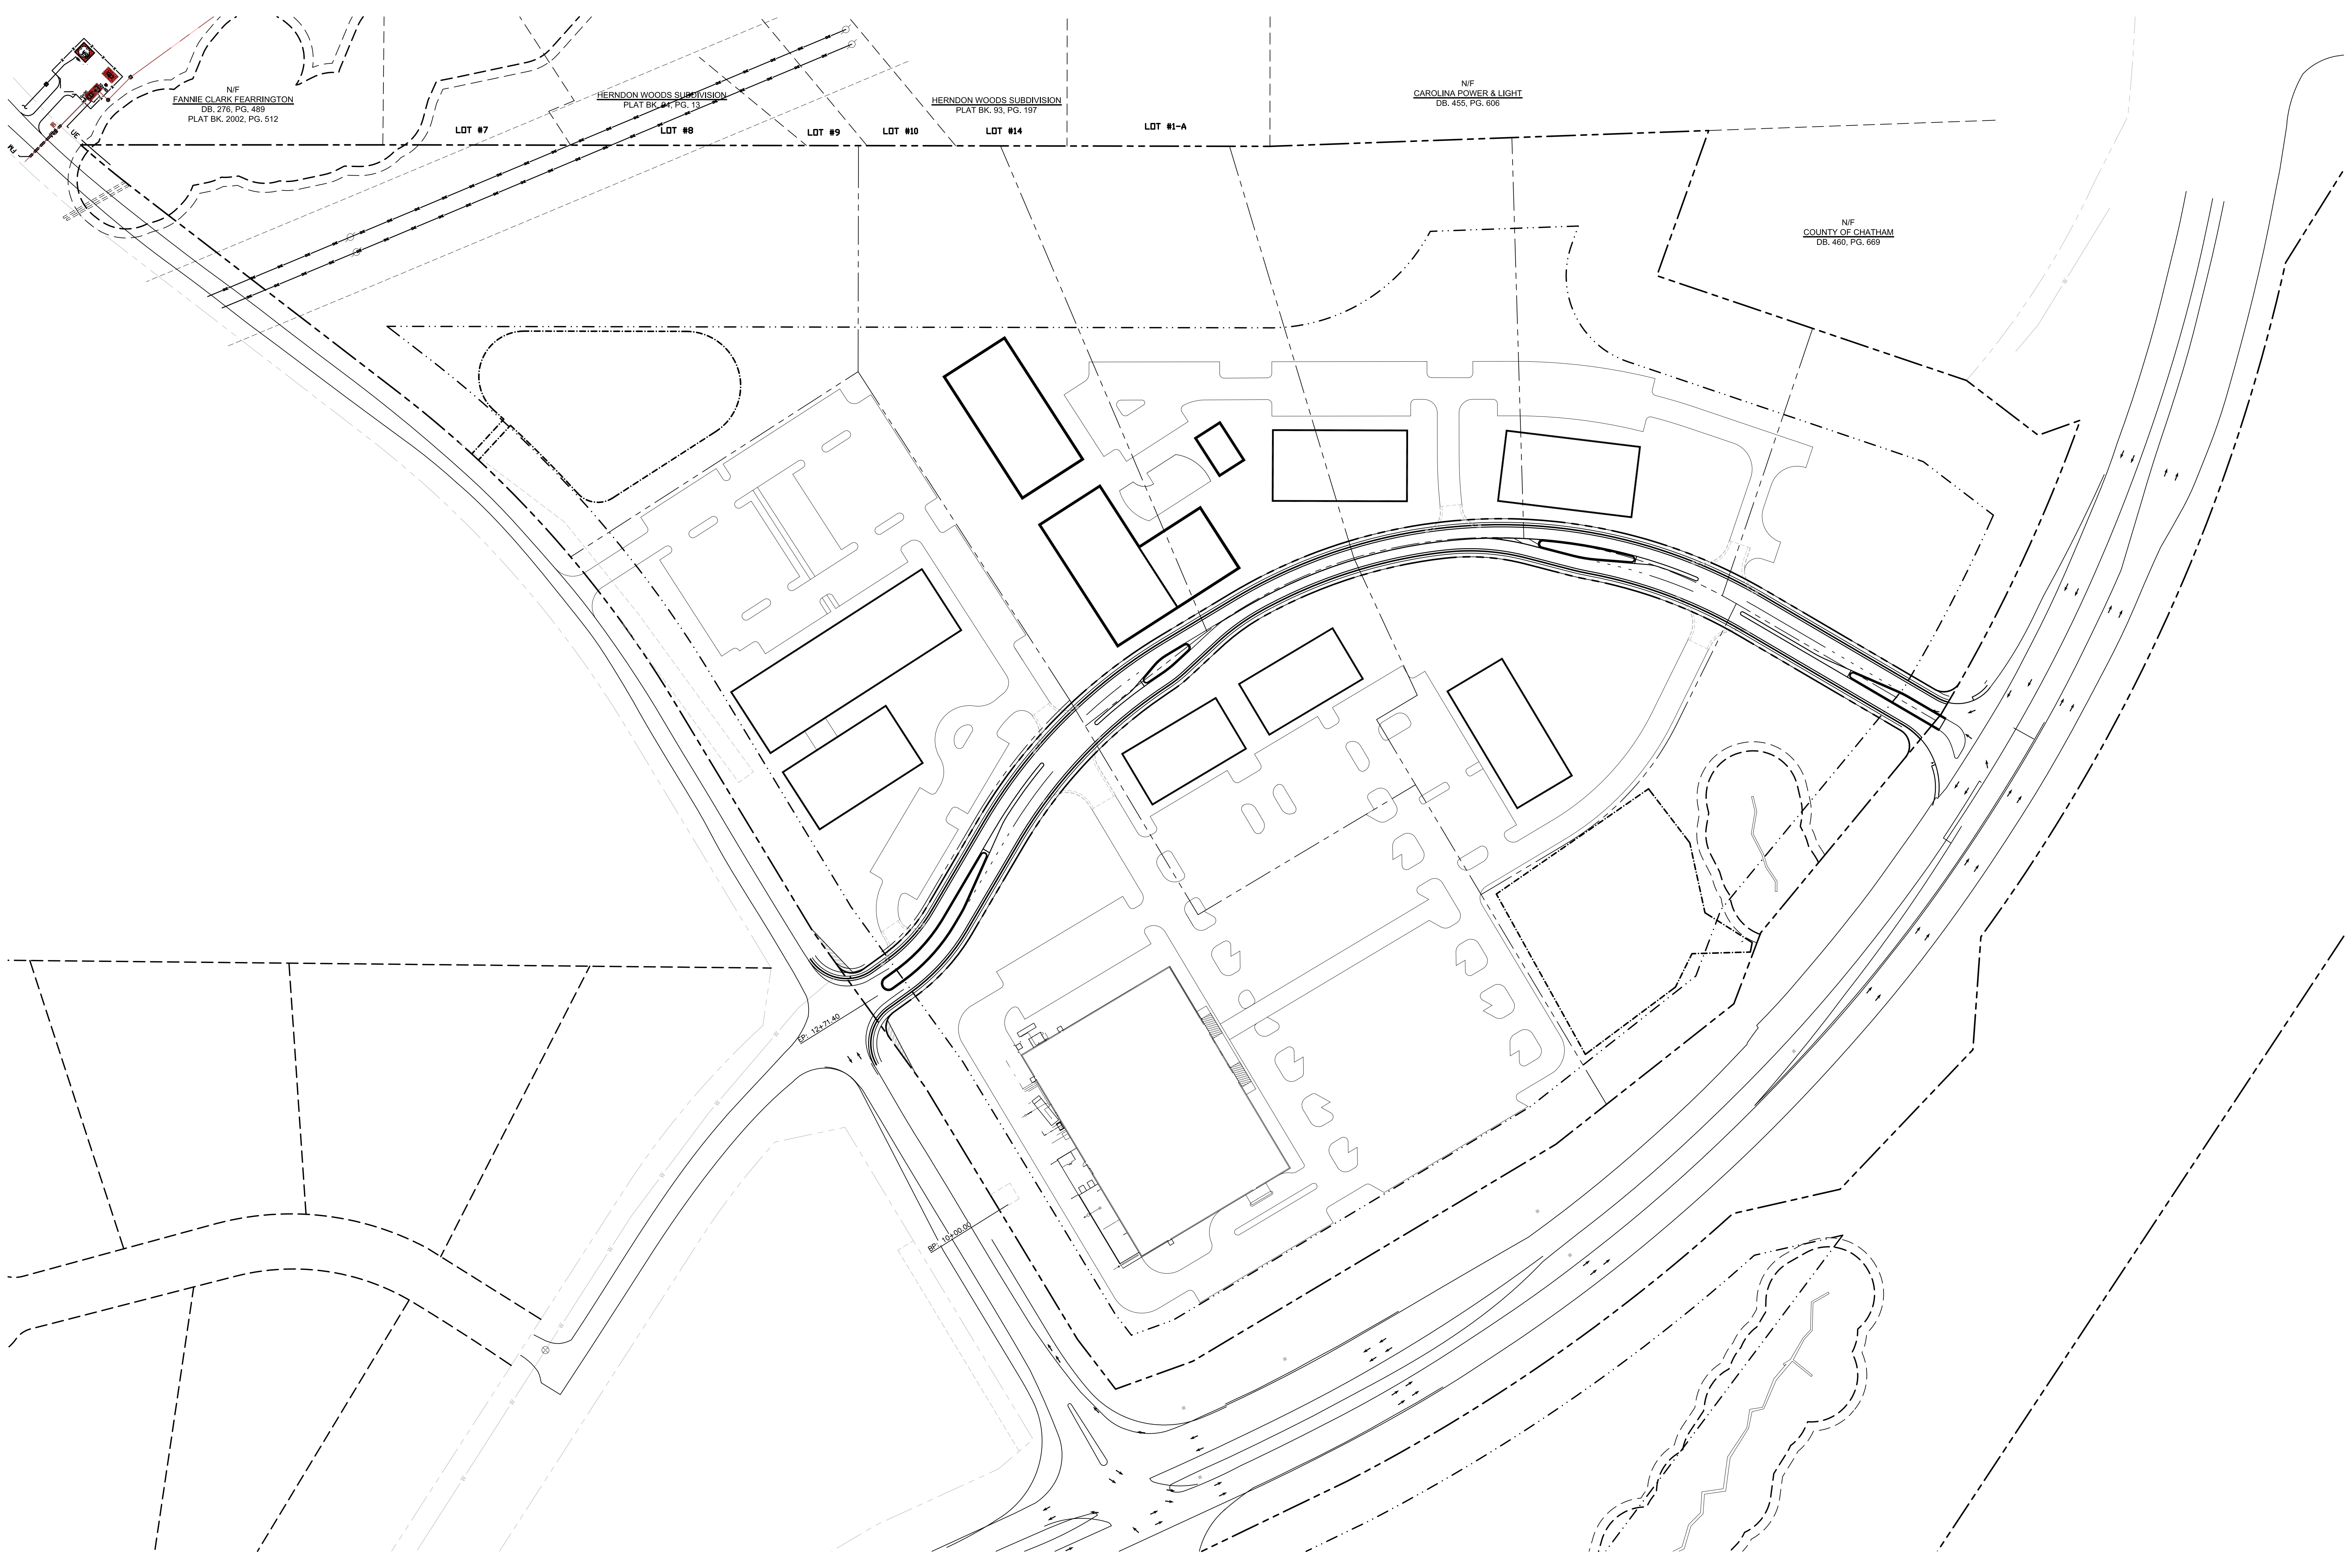 N/F
FANNIE CLARK FEARRINGTON
DB. 276, PG. 489
PLAT BK. 2002, PG. 512
HERNDON WOODS SUBDIVISION
PLAT BK. 94, PG. 13
HERNDON WOODS SUBDIVISION
PLAT BK. 93, PG. 197
N/F
CAROLINA POWER & LIGHT
DB. 455, PG. 606
LOT #7
LOT #8
LOT #9
LOT #10
LOT #14
LOT #1-A
UE
PM
N/F
COUNTY OF CHATHAM
DB. 460, PG. 669
EP: 12+71.40
BP: 10+00.00